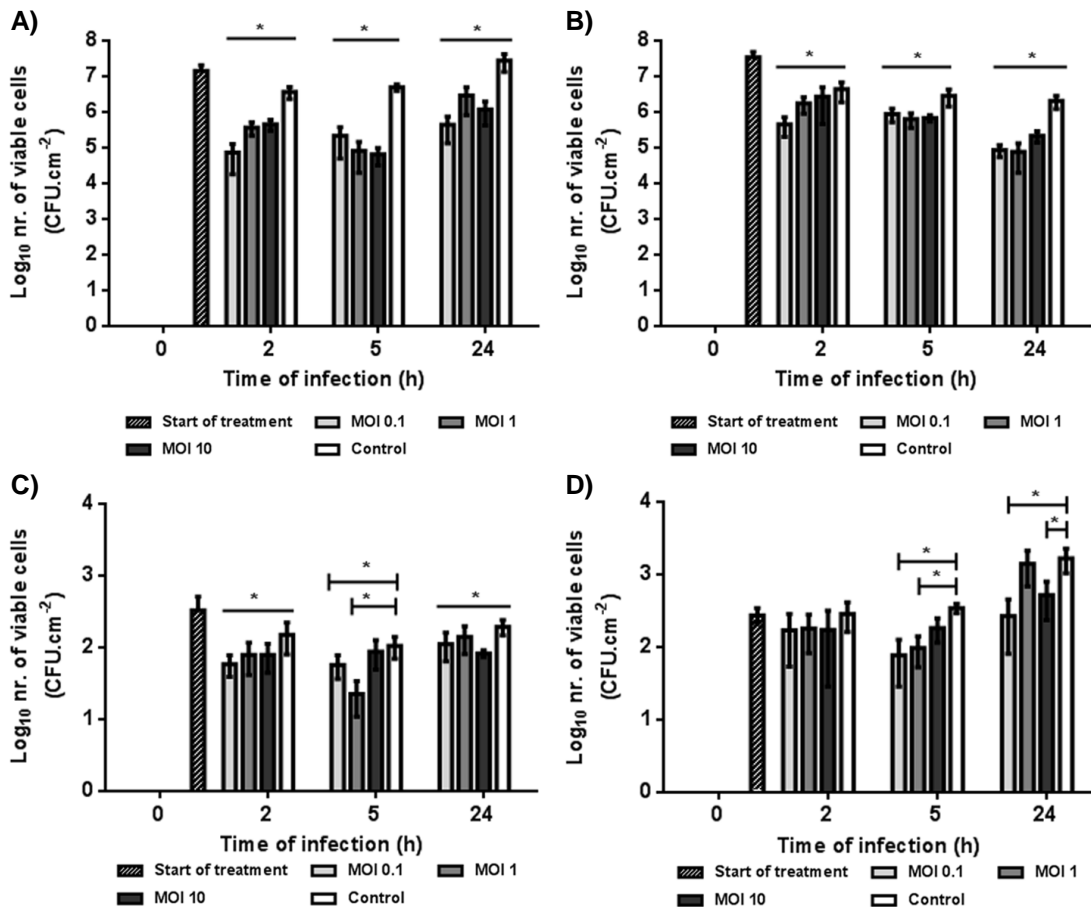 A)
*
*
*
8
7
6
5
4
3
2
1
0
Log10 nr. of viable cells
(CFU.cm-2)
0
2
5
24
Time of infection (h)
Start of treatment
MOI 0.1
MOI 1
MOI 10
Control
B)
*
*
*
8
7
6
5
4
3
2
1
0
Log10 nr. of viable cells
(CFU.cm-2)
0
2
5
24
Time of infection (h)
Start of treatment
MOI 0.1
MOI 1
MOI 10
Control
C)
*
*
*
*
4
3
2
1
0
Log10 nr. of viable cells
(CFU.cm-2)
0
2
5
24
Time of infection (h)
Start of treatment
MOI 0.1
MOI 1
MOI 10
Control
D)
*
*
*
*
4
3
2
1
0
Log10 nr. of viable cells
(CFU.cm-2)
0
2
5
24
Time of infection (h)
Start of treatment
MOI 0.1
MOI 1
MOI 10
Control